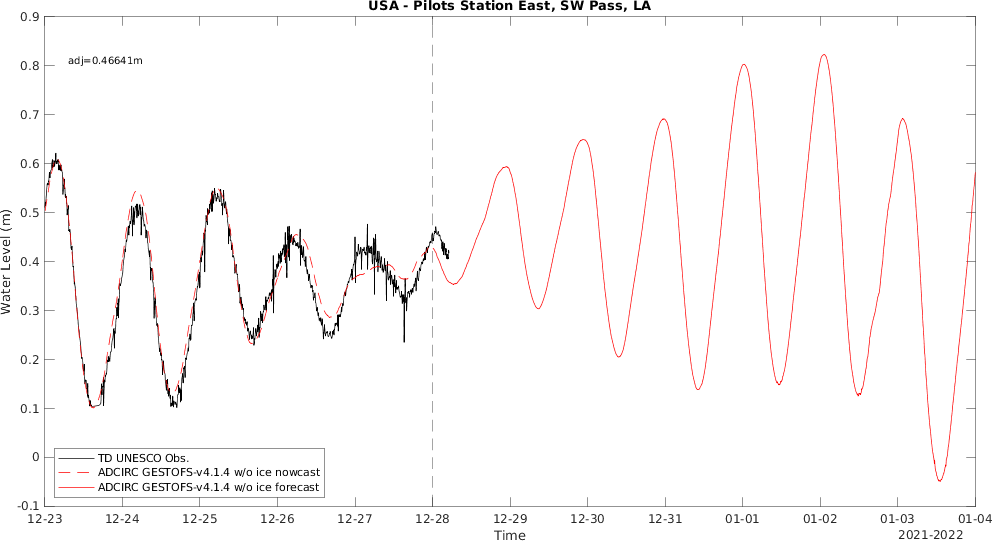 USA - Pilots Station East, SW Pass, LA
adj=0.46641m
Water Level (m)
0.9
0.8
0.7
0.6
0.5
0.4
0.3
0.2
0.1
0
-0.1
TD UNESCO Obs.
ADCIRC GESTOFS-v4.1.4 w/o ice nowcast
ADCIRC GESTOFS-v4.1.4 w/o ice forecast
12-23 12-24 12-25 12-26 12-27 12-28 12-29 12-30 12-31 01-01 01-02 01-03 01-04
Time
2021-2022